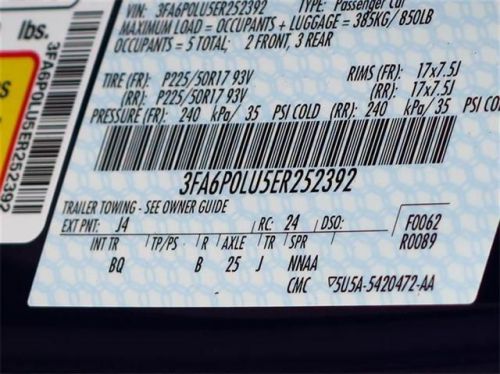 VIN: 3FA6P0LU5ER252392 TYPE: Passenger Car
MAXIMUM LOAD = OCCUPANTS + LUGGAGE = 385KG / 850LB
OCCUPANTS = 5 TOTAL: 2 FRONT, 3 REAR
TIRE (FR): P225/50R17 93V RIMS (FR): 17x7.5J
(RR): P225/50R17 93V (RR): 17x7.5J
PRESSURE (FR): 240 kPa/ 35 PSI COLD (RR): 240 kPa/ 35 PSI CO
3FA6P0LU5ER252392
TRAILER TOWING - SEE OWNER GUIDE
EXT PNT: J4 RC: 24 DSO: F0062
INT TR TP/PS R AXLE TR SPR R0089
BQ B 25 J NNAA
CMC 5U5A-5420472-AA
lbs.
3FA6P0LU5ER252392